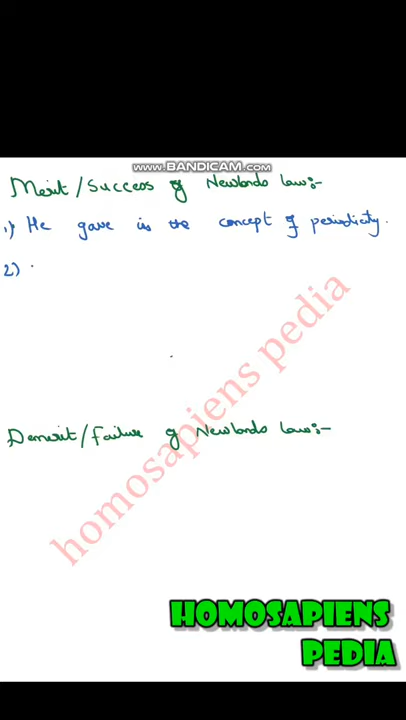 www.BANDICAM.com
Merit/Success of Newlands law:-
1) He gave us the concept of periodicity.
2)
homosapiens pedia
Demerit/Failure of Newlands law:-
HOMOSAPIENS
PEDIA